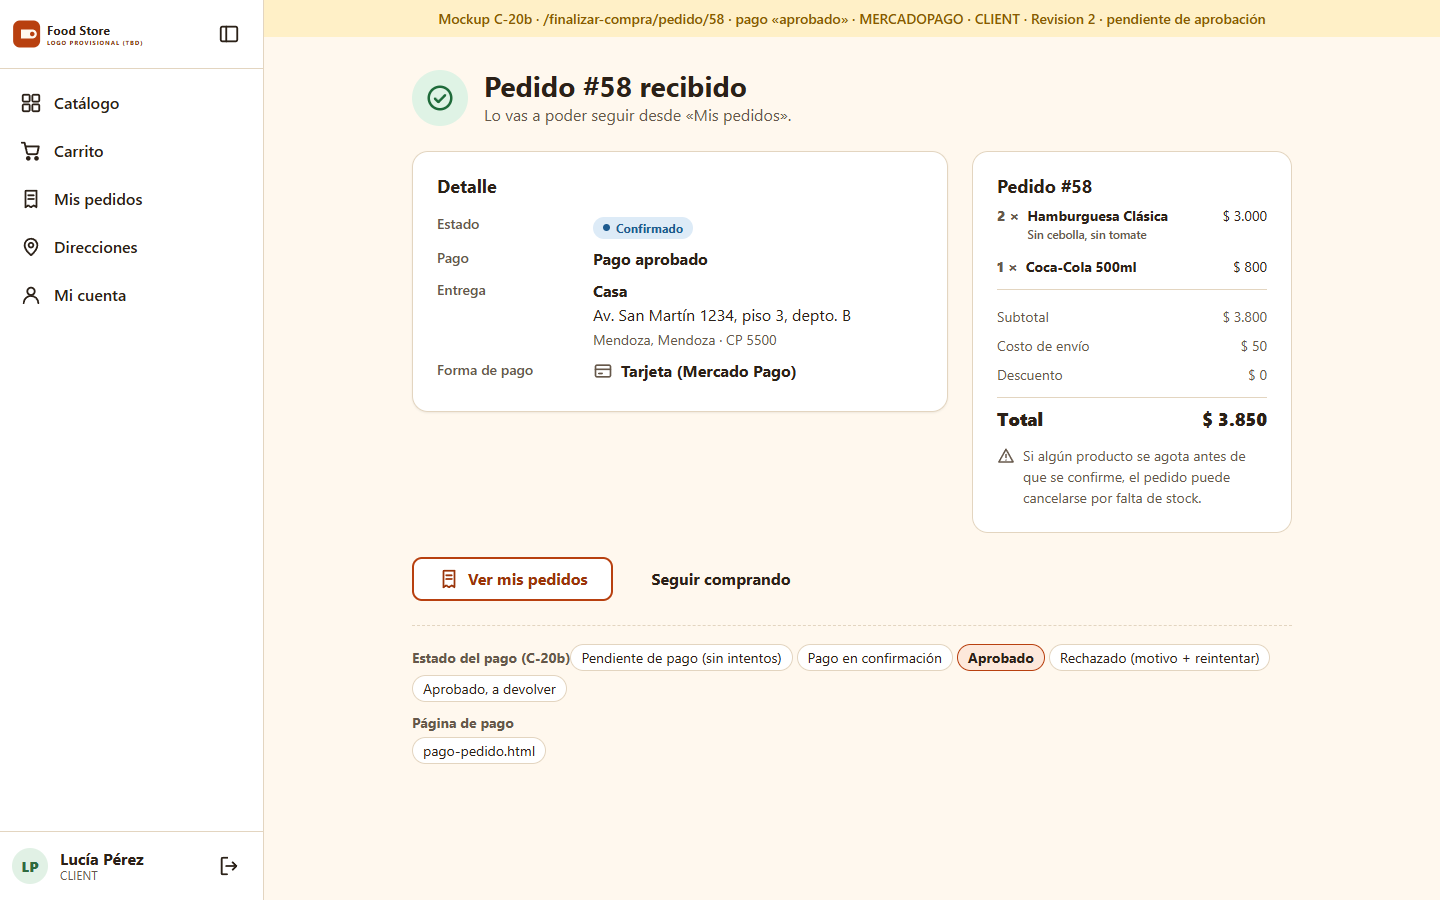 Food Store
LOGO PROVISIONAL (TBD)
Catálogo
Carrito
Mis pedidos
Direcciones
Mi cuenta
LP
Lucía Pérez
CLIENT
Mockup C-20b · /finalizar-compra/pedido/58 · pago «aprobado» · MERCADOPAGO · CLIENT · Revision 2 · pendiente de aprobación
Pedido #58 recibido
Lo vas a poder seguir desde «Mis pedidos».
Detalle
Estado
Confirmado
Pago
Pago aprobado
Entrega
Casa
Av. San Martín 1234, piso 3, depto. B
Mendoza, Mendoza · CP 5500
Forma de pago
Tarjeta (Mercado Pago)
Pedido #58
2 × Hamburguesa Clásica $ 3.000
Sin cebolla, sin tomate
1 × Coca-Cola 500ml $ 800
Subtotal $ 3.800
Costo de envío $ 50
Descuento $ 0
Total $ 3.850
Si algún producto se agota antes de
que se confirme, el pedido puede
cancelarse por falta de stock.
Ver mis pedidos
Seguir comprando
Estado del pago (C-20b) Pendiente de pago (sin intentos) Pago en confirmación Aprobado Rechazado (motivo + reintentar)
Aprobado, a devolver
Página de pago
pago-pedido.html